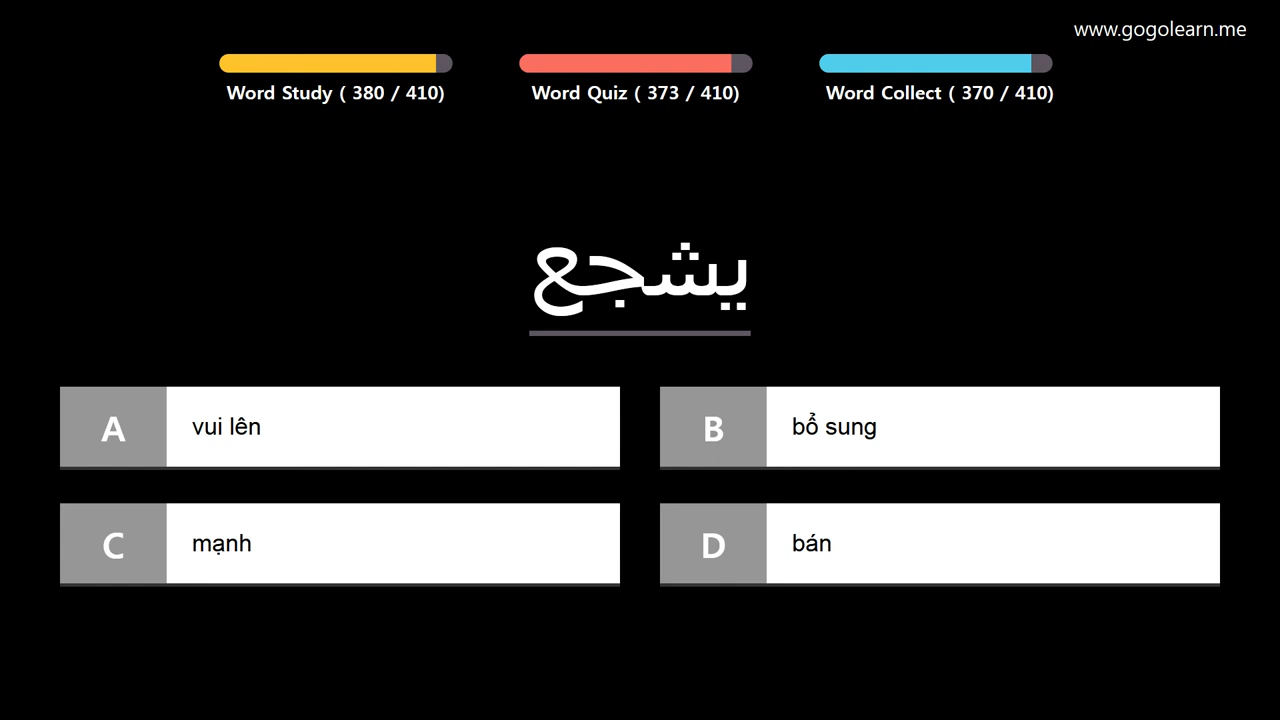 www.gogolearn.me
Word Study ( 380 / 410)
Word Quiz ( 373 / 410)
Word Collect ( 370 / 410)
يشجع
A vui lên
B bổ sung
C mạnh
D bán